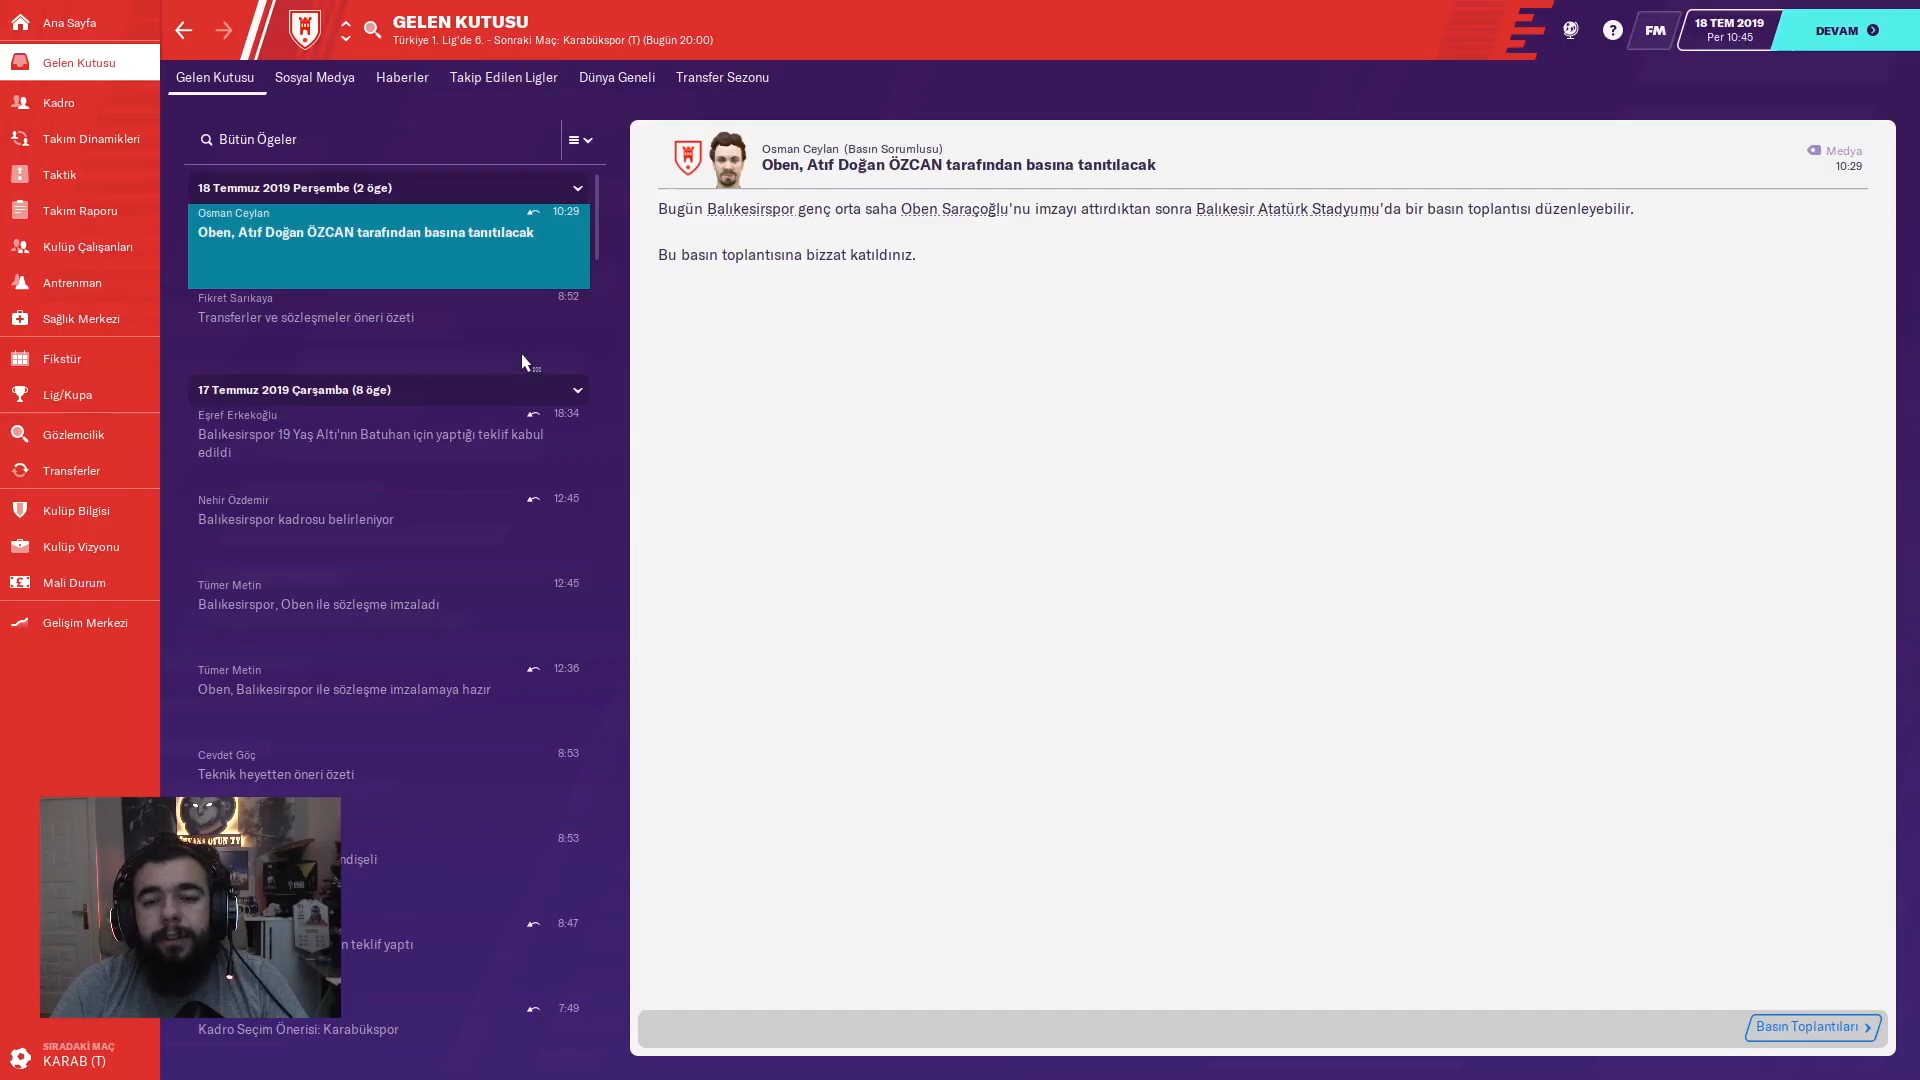 Ana Sayfa
Gelen Kutusu
Kadro
Takım Dinamikleri
Taktik
Takım Raporu
Kulüp Çalışanları
Antrenman
Sağlık Merkezi
Fikstür
Lig/Kupa
Gözlemcilik
Transferler
Kulüp Bilgisi
Kulüp Vizyonu
Mali Durum
Gelişim Merkezi
SIRADAKİ MAÇ
KARAB (T)
GELEN KUTUSU
Türkiye 1. Lig'de 6. - Sonraki Maç: Karabükspor (T) (Bugün 20:00)
?
FM
18 TEM 2019
Per 10:45
DEVAM
Gelen Kutusu Sosyal Medya Haberler Takip Edilen Ligler Dünya Geneli Transfer Sezonu
Bütün Ögeler
18 Temmuz 2019 Perşembe (2 öge)
Osman Ceylan 10:29
Oben, Atıf Doğan ÖZCAN tarafından basına tanıtılacak
Fikret Sarıkaya 8:52
Transferler ve sözleşmeler öneri özeti
17 Temmuz 2019 Çarşamba (8 öge)
Eşref Erkekoğlu 18:34
Balıkesirspor 19 Yaş Altı'nın Batuhan için yaptığı teklif kabul
edildi
Nehir Özdemir 12:45
Balıkesirspor kadrosu belirleniyor
Tümer Metin 12:45
Balıkesirspor, Oben ile sözleşme imzaladı
Tümer Metin 12:36
Oben, Balıkesirspor ile sözleşme imzalamaya hazır
Cevdet Göç 8:53
Teknik heyetten öneri özeti
8:53
ndişeli
8:47
n teklif yaptı
7:49
Kadro Seçim Önerisi: Karabükspor
OYUN TV
Osman Ceylan (Basın Sorumlusu)
Oben, Atıf Doğan ÖZCAN tarafından basına tanıtılacak
Medya
10:29
Bugün Balıkesirspor genç orta saha Oben Saraçoğlu'nu imzayı attırdıktan sonra Balıkesir Atatürk Stadyumu'da bir basın toplantısı düzenleyebilir.
Bu basın toplantısına bizzat katıldınız.
Basın Toplantıları